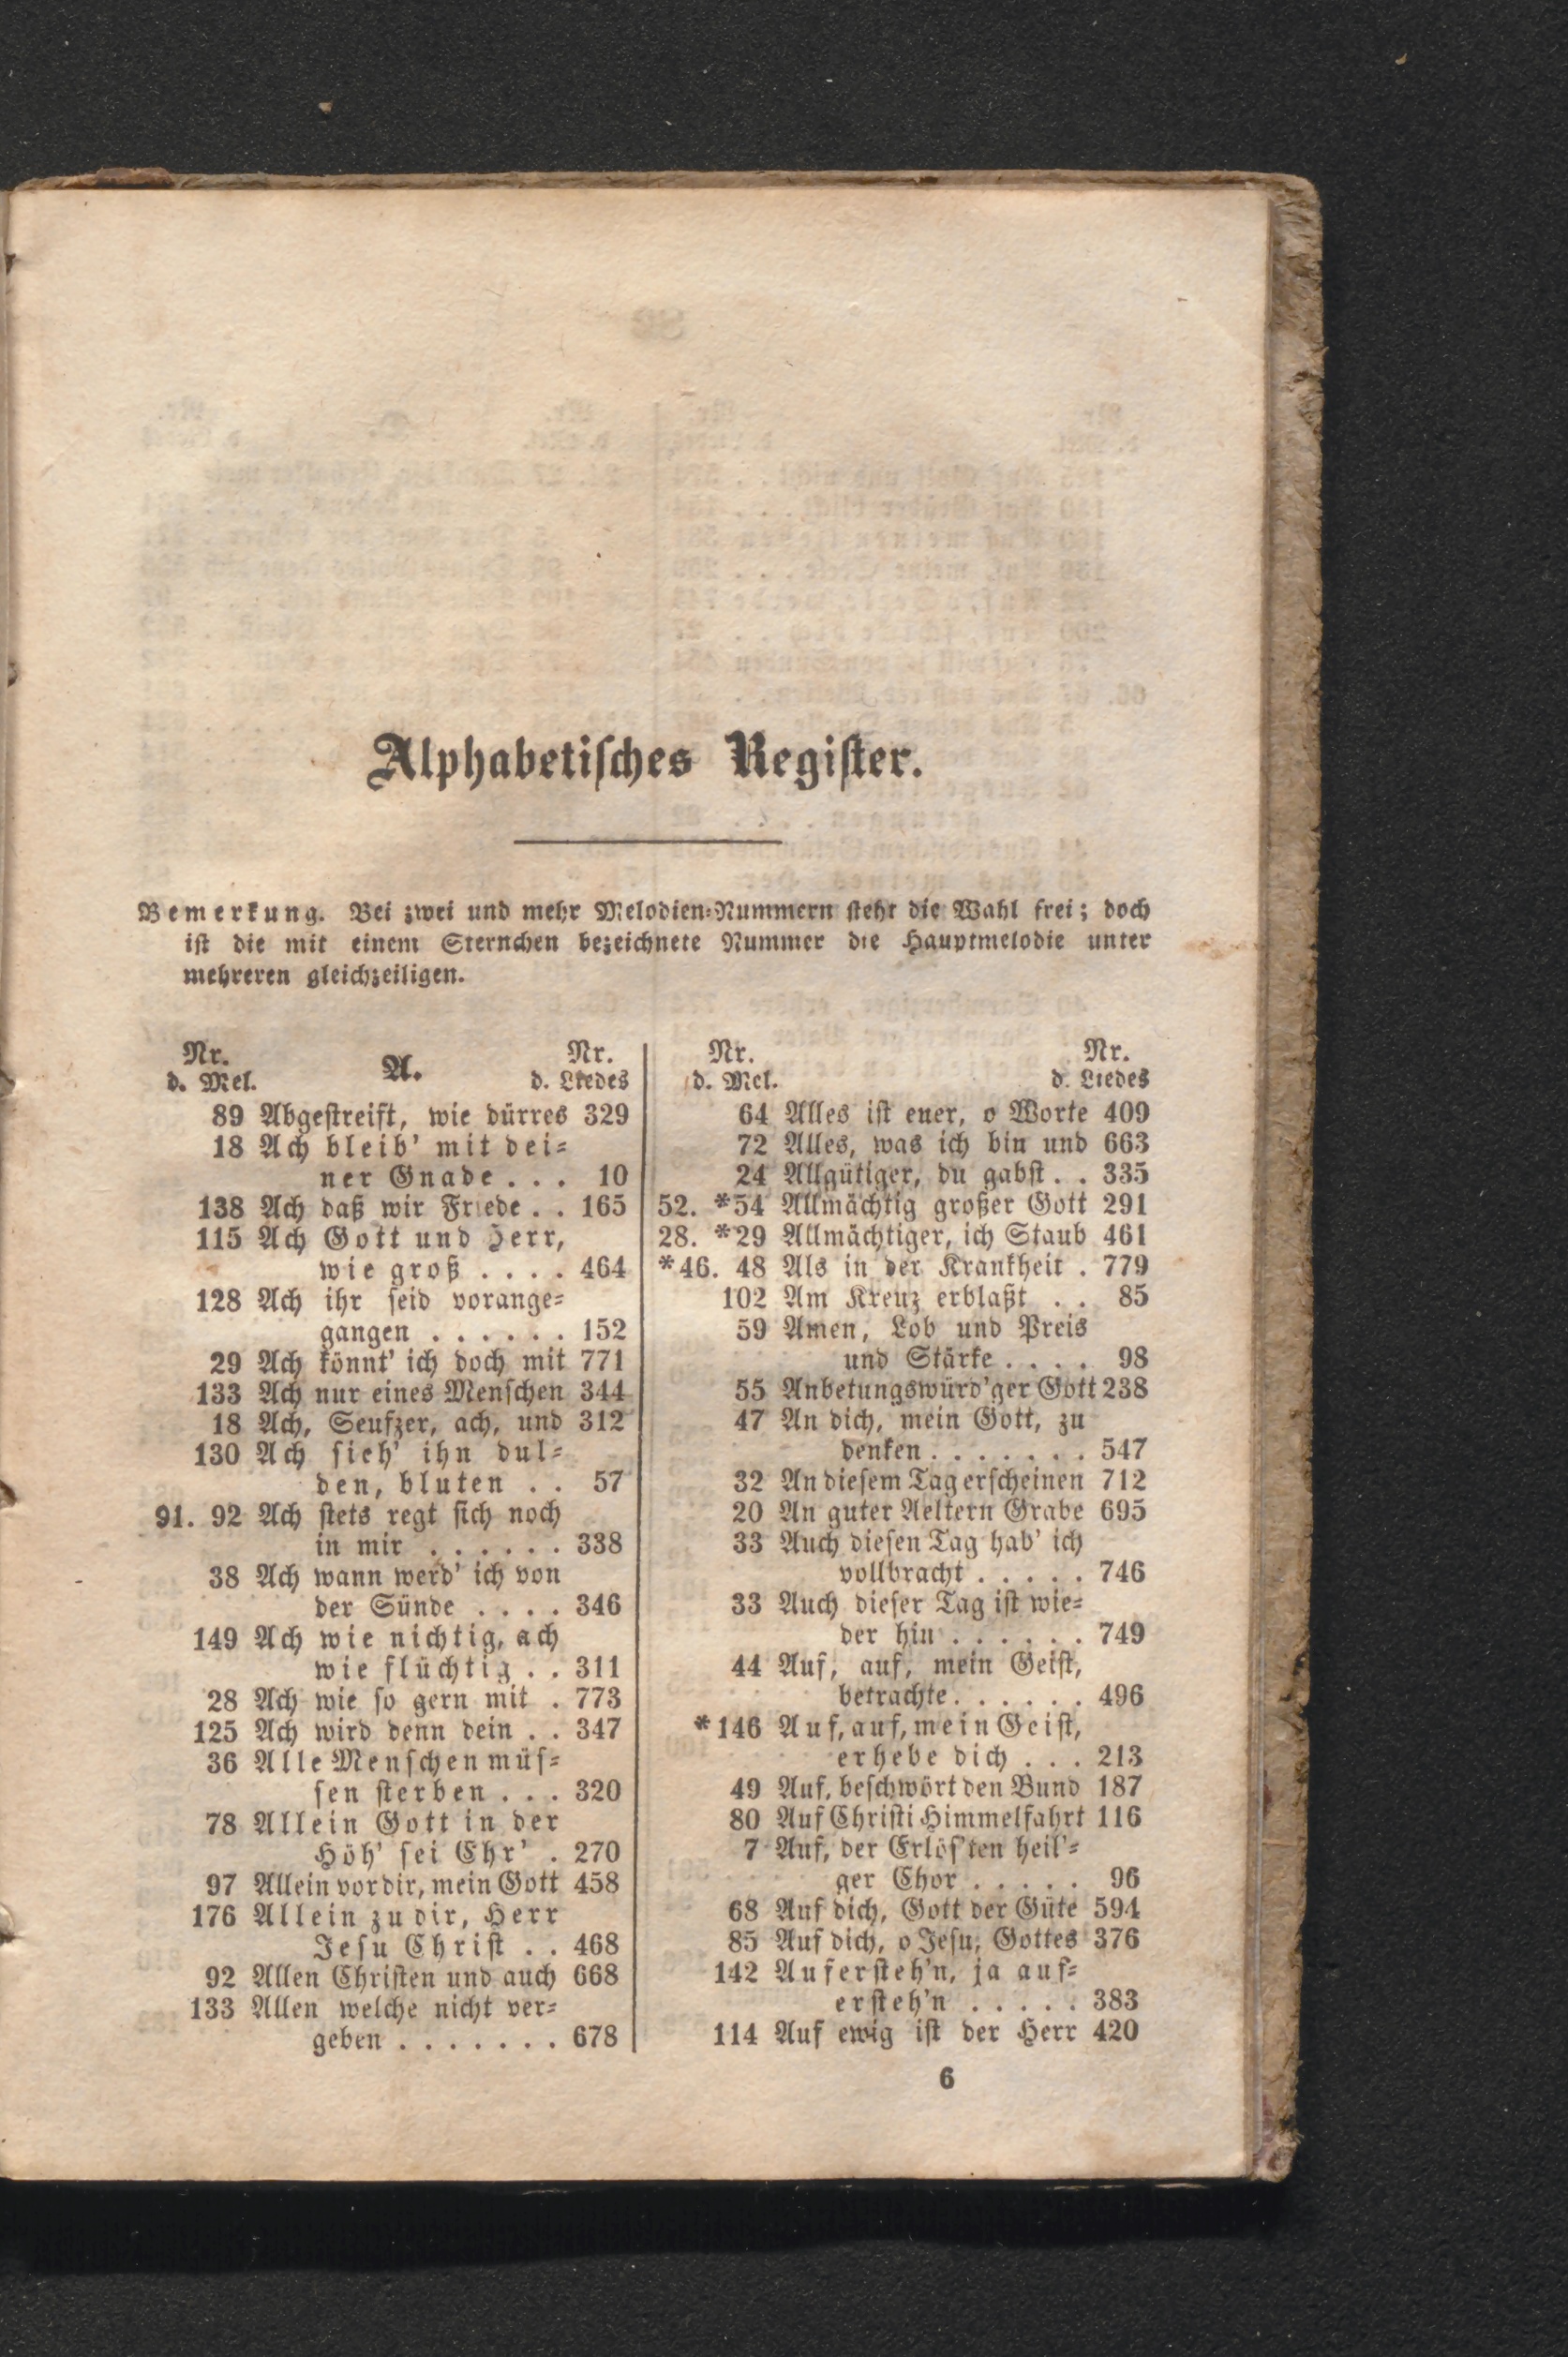 Alphabetisches Register.
Bemerkung. Bei zwei und mehr Melodien-Nummern steht die Wahl frei; doch
ist die mit einem Sternchen bezeichnete Nummer die Hauptmelodie unter
mehreren gleichzeiligen.
Nr. A. Nr.
d. Mel. d. Liedes
89 Abgestreift, wie dürres 329
18 Ach bleib' mit dei-
ner Gnade . . . 10
138 Ach daß wir Friede . . 165
115 Ach Gott und Herr,
wie groß . . . . 464
128 Ach ihr seid vorange-
gangen . . . . . . 152
29 Ach könnt' ich doch mit 771
133 Ach nur eines Menschen 344
18 Ach, Seufzer, ach, und 312
130 Ach sieh' ihn dul-
den, bluten . . 57
91. 92 Ach stets regt sich noch
in mir . . . . . . 338
38 Ach wann werd' ich von
der Sünde . . . . 346
149 Ach wie nichtig, ach
wie flüchtig . . 311
28 Ach wie so gern mit . 773
125 Ach wird denn dein . . 347
36 Alle Menschen müs-
sen sterben . . . 320
78 Allein Gott in der
Höh' sei Ehr' . 270
97 Allein vor dir, mein Gott 458
176 Allein zu dir, Herr
Jesu Christ . . 468
92 Allen Christen und auch 668
133 Allen welche nicht ver-
geben . . . . . . . 678
Nr. Nr.
d. Mel. d. Liedes
64 Alles ist euer, o Worte 409
72 Alles, was ich bin und 663
24 Allgütiger, du gabst . . 335
52. *54 Allmächtig großer Gott 291
28. *29 Allmächtiger, ich Staub 461
*46. 48 Als in der Krankheit . 779
102 Am Kreuz erblaßt . . 85
59 Amen, Lob und Preis
und Stärke . . . . 98
55 Anbetungswürd'ger Gott 238
47 An dich, mein Gott, zu
denken . . . . . . . 547
32 An diesem Tag erscheinen 712
20 An guter Aeltern Grabe 695
33 Auch diesen Tag hab' ich
vollbracht . . . . . 746
33 Auch dieser Tag ist wie-
der hin . . . . . . 749
44 Auf, auf, mein Geist,
betrachte . . . . . . 496
*146 Auf, auf, mein Geist,
erhebe dich . . . 213
49 Auf, beschwört den Bund 187
80 Auf Christi Himmelfahrt 116
7 Auf, der Erlös'ten heil'-
ger Chor . . . . . 96
68 Auf dich, Gott der Güte 594
85 Auf dich, o Jesu, Gottes 376
142 Aufersteh'n, ja auf-
ersteh'n . . . . . 383
114 Auf ewig ist der Herr 420
6